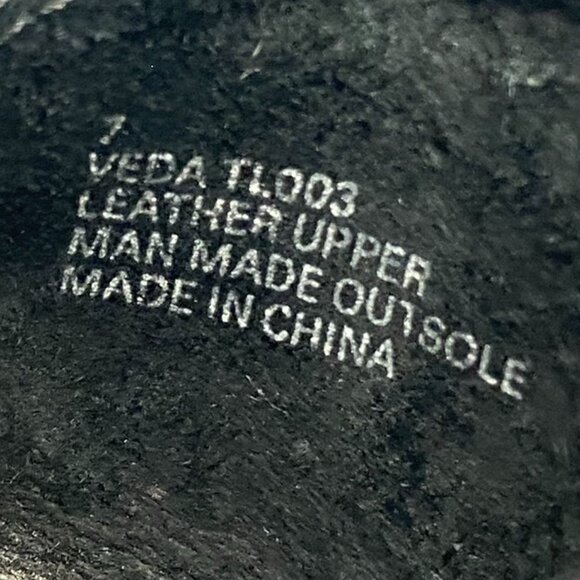 7
VEDA TL003
LEATHER UPPER
MAN MADE OUTSOLE
MADE IN CHINA